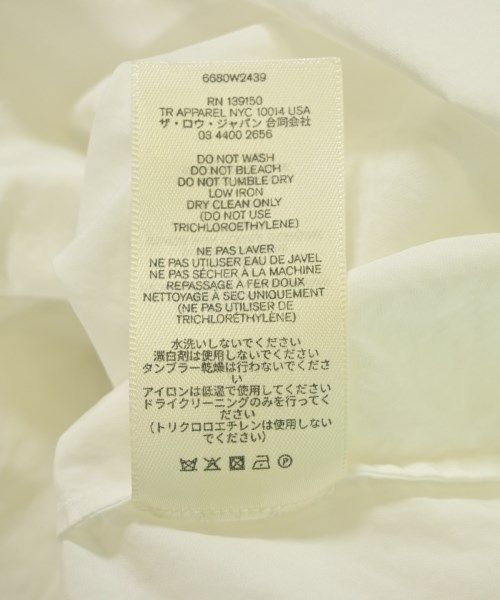 6680W2439
RN 139150
TR APPAREL NYC 10014 USA
ザ・ロウ・ジャパン 合同会社
03 4400 2656
DO NOT WASH
DO NOT BLEACH
DO NOT TUMBLE DRY
LOW IRON
DRY CLEAN ONLY
(DO NOT USE
TRICHLOROETHYLENE)
NE PAS LAVER
NE PAS UTILISER EAU DE JAVEL
NE PAS SÉCHER À LA MACHINE
REPASSAGE À FER DOUX
NETTOYAGE À SEC UNIQUEMENT
(NE PAS UTILISER DE
TRICHLORÉTHYLÈNE)
水洗いしないでください
漂白剤は使用しないでください
タンブラー乾燥は行わないでくださ
い
アイロンは低温で使用してください
ドライクリーニングのみを行ってく
ださい
(トリクロロエチレンは使用しない
でください)